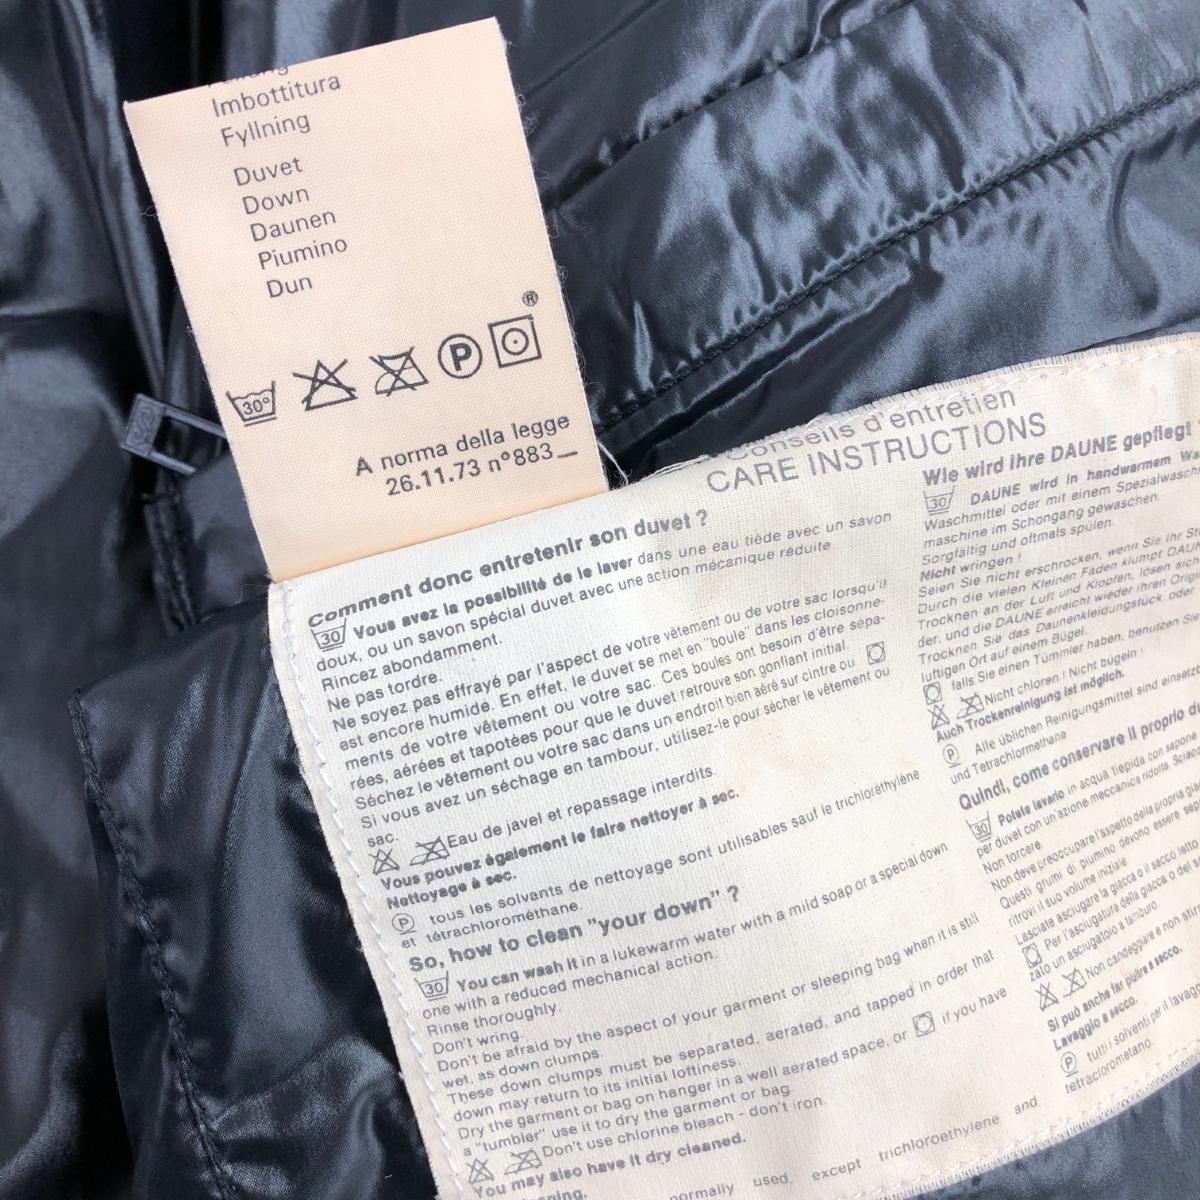 Imbottitura
Fyllning
Duvet
Down
Daunen
Piumino
Dun
®
30°
P
A norma della legge
26.11.73 n°883_
Conseils d'entretien
CARE INSTRUCTIONS
Comment donc entretenir son duvet ?
30 Vous avez la possibilité de le laver dans une eau tiède avec un savon
doux, ou un savon spécial duvet avec une action mécanique réduite
Rincez abondamment.
Ne pas tordre.
Ne soyez pas effrayé par l'aspect de votre vêtement ou de votre sac lorsqu'il
est encore humide. En effet, le duvet se met en "boule" dans les cloisonne-
ments de votre vêtement ou votre sac. Ces boules ont besoin d'être sépa-
rées, aérées et tapotées pour que le duvet retrouve son gonflant initial.
Séchez le vêtement ou votre sac dans un endroit bien aéré sur cintre ou
Si vous avez un séchage en tambour, utilisez-le pour sécher le vêtement ou
sac.
Eau de javel et repassage interdits.
Vous pouvez également le faire nettoyer à sec.
Nettoyage à sec.
P tous les solvants de nettoyage sont utilisables sauf le trichloréthylène
et tétrachlorométhane.
So, how to clean "your down" ?
30 You can wash it in a lukewarm water with a mild soap or a special down
one with a reduced mechanical action.
Rinse thoroughly.
Don't wring.
Don't be afraid by the aspect of your garment or sleeping bag when it is still
wet, as down clumps.
These down clumps must be separated, aerated, and tapped in order that
down may return to its initial loftiness.
Dry the garment or bag on hanger in a well aerated space, or if you have
a "tumbler" use it to dry the garment or bag.
Don't use chlorine bleach - don't iron.
You may also have it dry cleaned.
normally used, except trichloroethylene and
Wie wird ihre DAUNE gepflegt
30 DAUNE wird in handwarmem
Waschmittel oder mit einem
maschine im Schongang gewaschen.
Sorgfältig und oftmals spülen.
Nicht wringen !
Seien Sie nicht erschrocken, wenn Sie Ihr
Durch die vielen Kleinen Fäden klumpt
Trocknen an der Luft und Klopfen, lösen sich
der, und die DAUNE erreicht wieder ihren
Trocknen Sie das Daunenkleidungstück oder
luftigen Ort auf einem Bügel.
falls Sie einen Tümmler haben, benutzen
Nicht chloren ! Nicht bugeln !
Auch Trockenreinigung ist möglich.
P Alle üblichen Reinigungsmittel sind
und Tetrachlormethane.
Quindi, come conservare il proprio
30 Potete lavarlo in acqua tiepida con sapone
per duvet con un azione meccanica ridotta.
Non torcere.
Non deve preoccupare l'aspetto della propria
Questi grumi di piumino devono essere
ritrovi il suo volume iniziale.
Lasciate asciugare la giacca o il sacco
Per l'asciugatura della giacca o del
zato un asciugatoio a tamburo
Non candeggiare e non
Si può anche far pulire a secco.
Lavaggio a secco.
P tutti i solventi per il
tetraclorometano